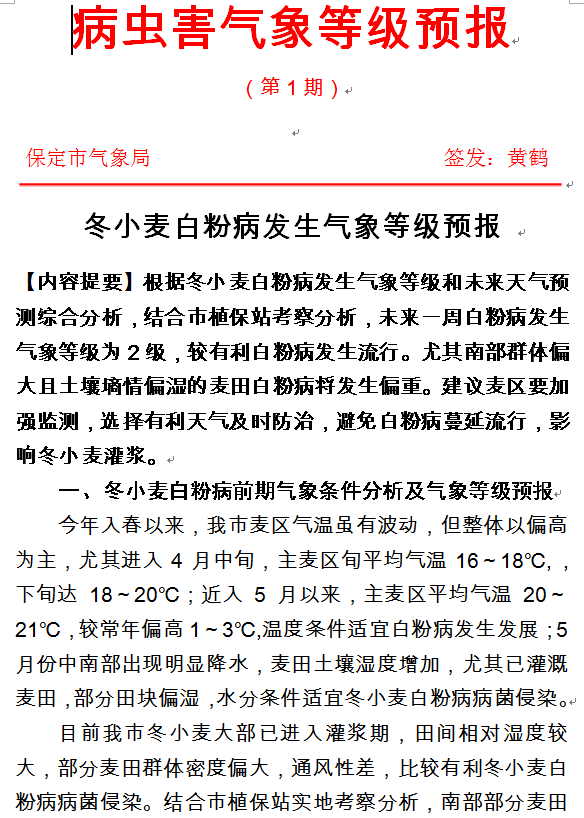 病虫害气象等级预报
（第1期）
保定市气象局 签发：黄鹤
冬小麦白粉病发生气象等级预报
【内容提要】根据冬小麦白粉病发生气象等级和未来天气预
测综合分析，结合市植保站考察分析，未来一周白粉病发生
气象等级为2级，较有利白粉病发生流行。尤其南部群体偏
大且土壤墒情偏湿的麦田白粉病将发生偏重。建议麦区要加
强监测，选择有利天气及时防治，避免白粉病蔓延流行，影
响冬小麦灌浆。
一、冬小麦白粉病前期气象条件分析及气象等级预报
今年入春以来，我市麦区气温虽有波动，但整体以偏高
为主，尤其进入4月中旬，主麦区旬平均气温16～18℃，，
下旬达18～20℃；近入5月以来，主麦区平均气温20～
21℃，较常年偏高1～3℃,温度条件适宜白粉病发生发展；5
月份中南部出现明显降水，麦田土壤湿度增加，尤其已灌溉
麦田，部分田块偏湿，水分条件适宜冬小麦白粉病病菌侵染。
目前我市冬小麦大部已进入灌浆期，田间相对湿度较
大，部分麦田群体密度偏大，通风性差，比较有利冬小麦白
粉病病菌侵染。结合市植保站实地考察分析，南部部分麦田